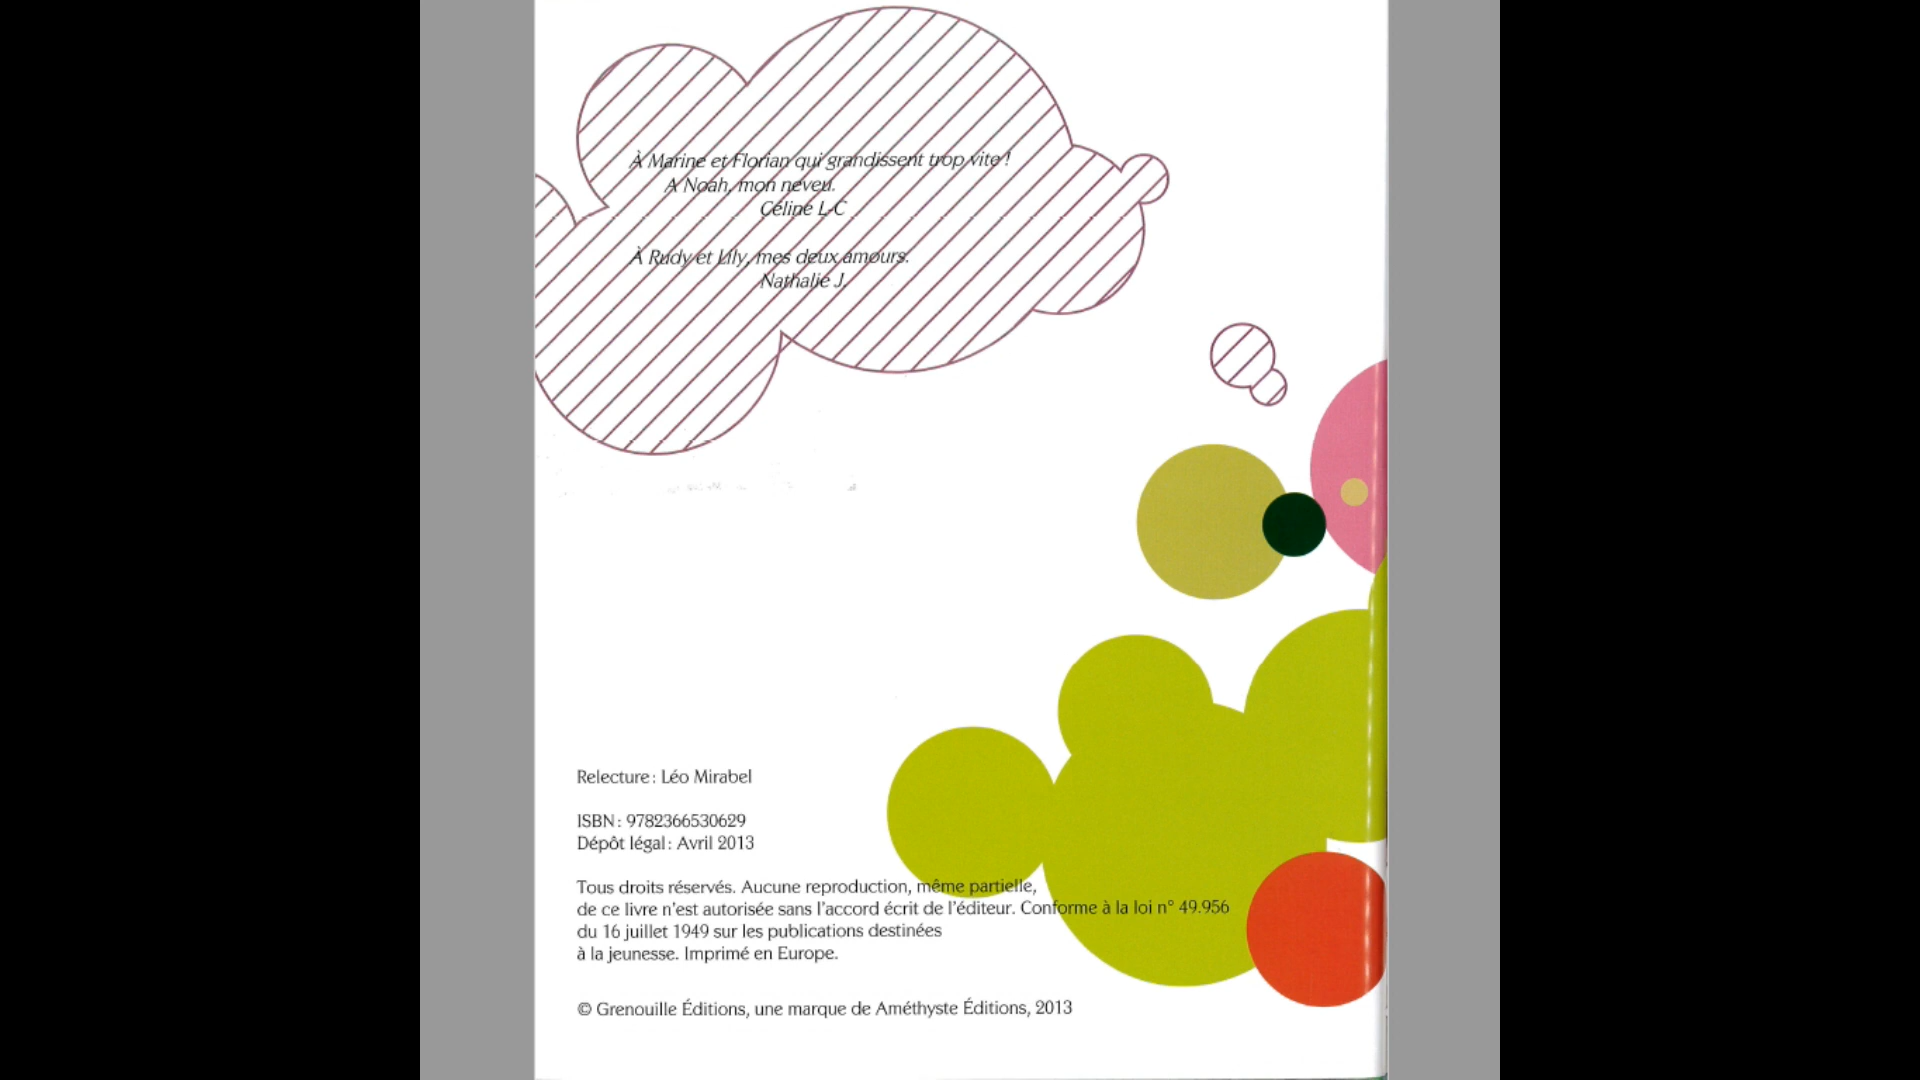 À Marine et Florian qui grandissent trop vite !
A Noah, mon neveu.
Céline L-C
À Rudy et Lily, mes deux amours.
Nathalie J.
Relecture : Léo Mirabel
ISBN : 9782366530629
Dépôt légal : Avril 2013
Tous droits réservés. Aucune reproduction, même partielle,
de ce livre n'est autorisée sans l'accord écrit de l'éditeur. Conforme à la loi n° 49.956
du 16 juillet 1949 sur les publications destinées
à la jeunesse. Imprimé en Europe.
© Grenouille Éditions, une marque de Améthyste Éditions, 2013